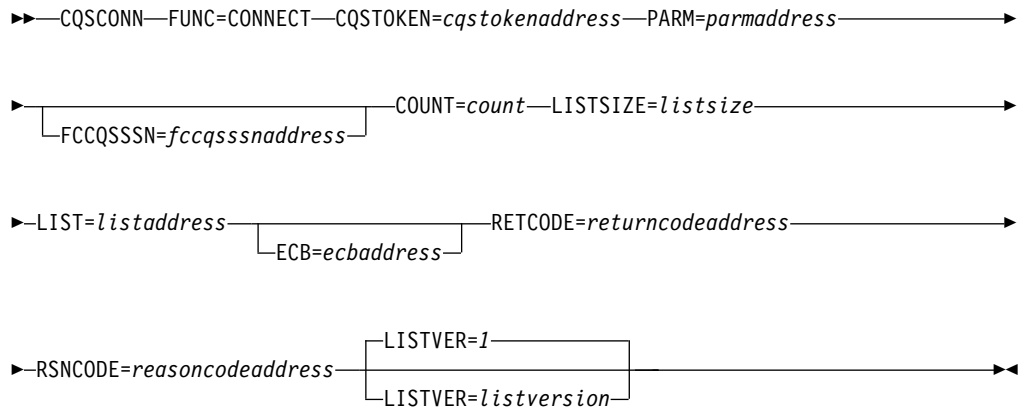 CQSCONN FUNC=CONNECT CQSTOKEN=cqstokenaddress PARM=parmaddress
COUNT=count LISTSIZE=listsize
FCCQSSSN=fccqsssnaddress
LIST=listaddress RETCODE=returncodeaddress
ECB=ecbaddress
LISTVER=1
RSNCODE=reasoncodeaddress
LISTVER=listversion